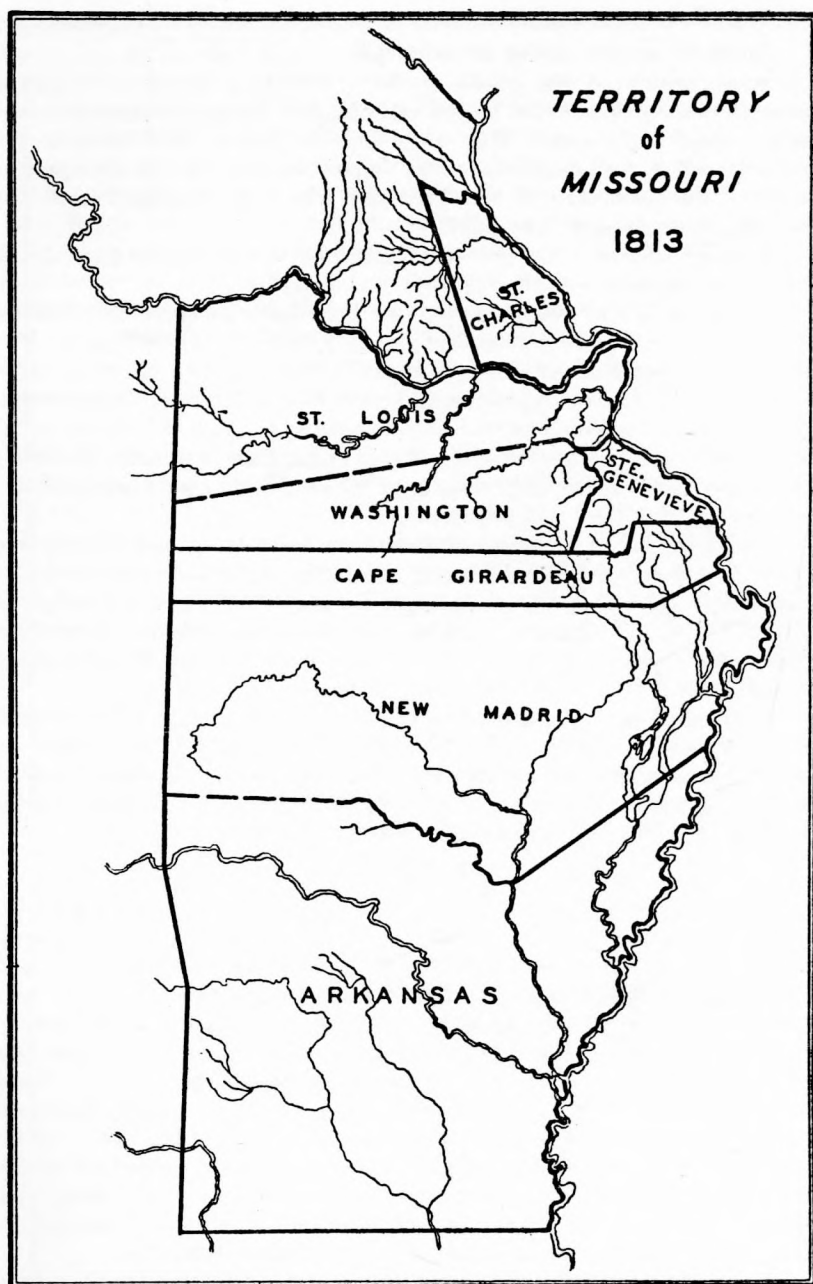 TERRITORY
of
MISSOURI
1813
ST.
CHARLES
ST. LOUIS
STE.
GENEVIEVE
WASHINGTON
CAPE GIRARDEAU
NEW MADRID
ARKANSAS